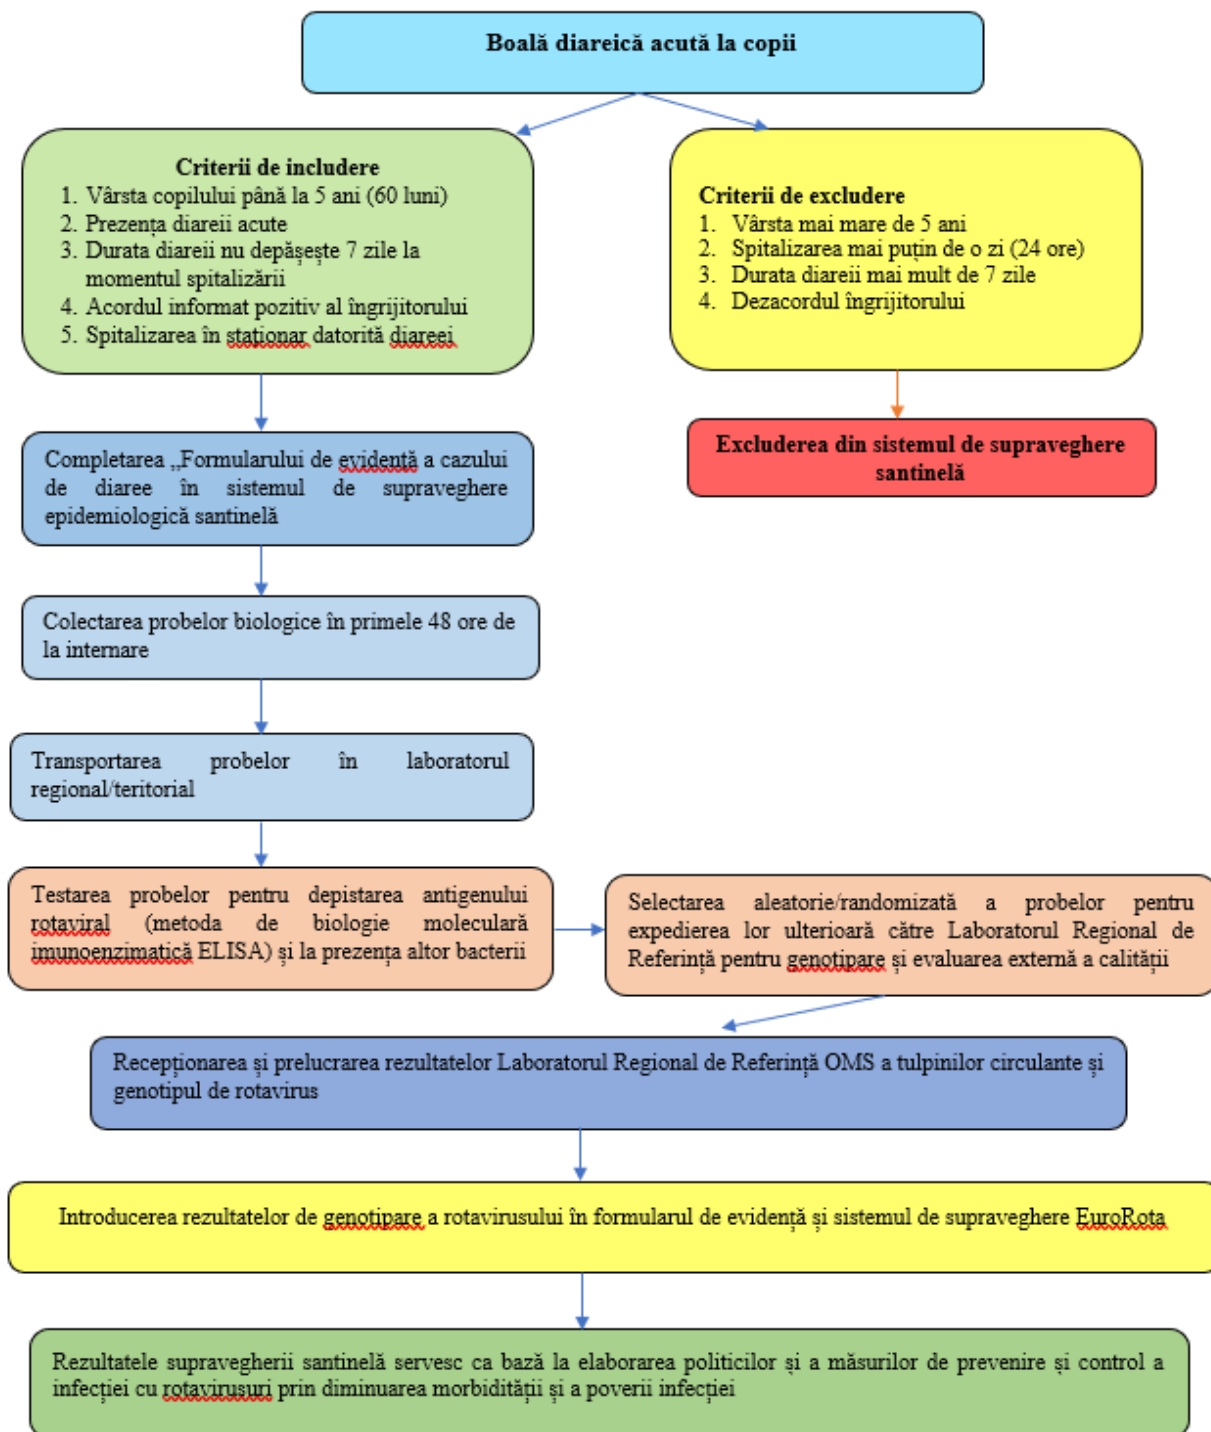 Boală diareică acută la copii
Criterii de includere
1. Vârsta copilului până la 5 ani (60 luni)
2. Prezența diareii acute
3. Durata diareii nu depășește 7 zile la
momentul spitalizării
4. Acordul informat pozitiv al îngrijitorului
5. Spitalizarea în staționar datorită diareei
Criterii de excludere
1. Vârsta mai mare de 5 ani
2. Spitalizarea mai puțin de o zi (24 ore)
3. Durata diareii mai mult de 7 zile
4. Dezacordul îngrijitorului
Excluderea din sistemul de supraveghere
santinelă
Completarea „Formularului de evidență a cazului
de diaree în sistemul de supraveghere
epidemiologică santinelă
Colectarea probelor biologice în primele 48 ore de
la internare
Transportarea probelor în laboratorul
regional/teritorial
Testarea probelor pentru depistarea antigenului
rotaviral (metoda de biologie moleculară
imunoenzimatică ELISA) și la prezența altor bacterii
Selectarea aleatorie/randomizată a probelor pentru
expedierea lor ulterioară către Laboratorul Regional de
Referință pentru genotipare și evaluarea externă a calității
Recepționarea și prelucrarea rezultatelor Laboratorul Regional de Referință OMS a tulpinilor circulante și
genotipul de rotavirus
Introducerea rezultatelor de genotipare a rotavirusului în formularul de evidență și sistemul de supraveghere EuroRota
Rezultatele supravegherii santinelă servesc ca bază la elaborarea politicilor și a măsurilor de prevenire și control a
infecției cu rotavirusuri prin diminuarea morbidității și a poverii infecției